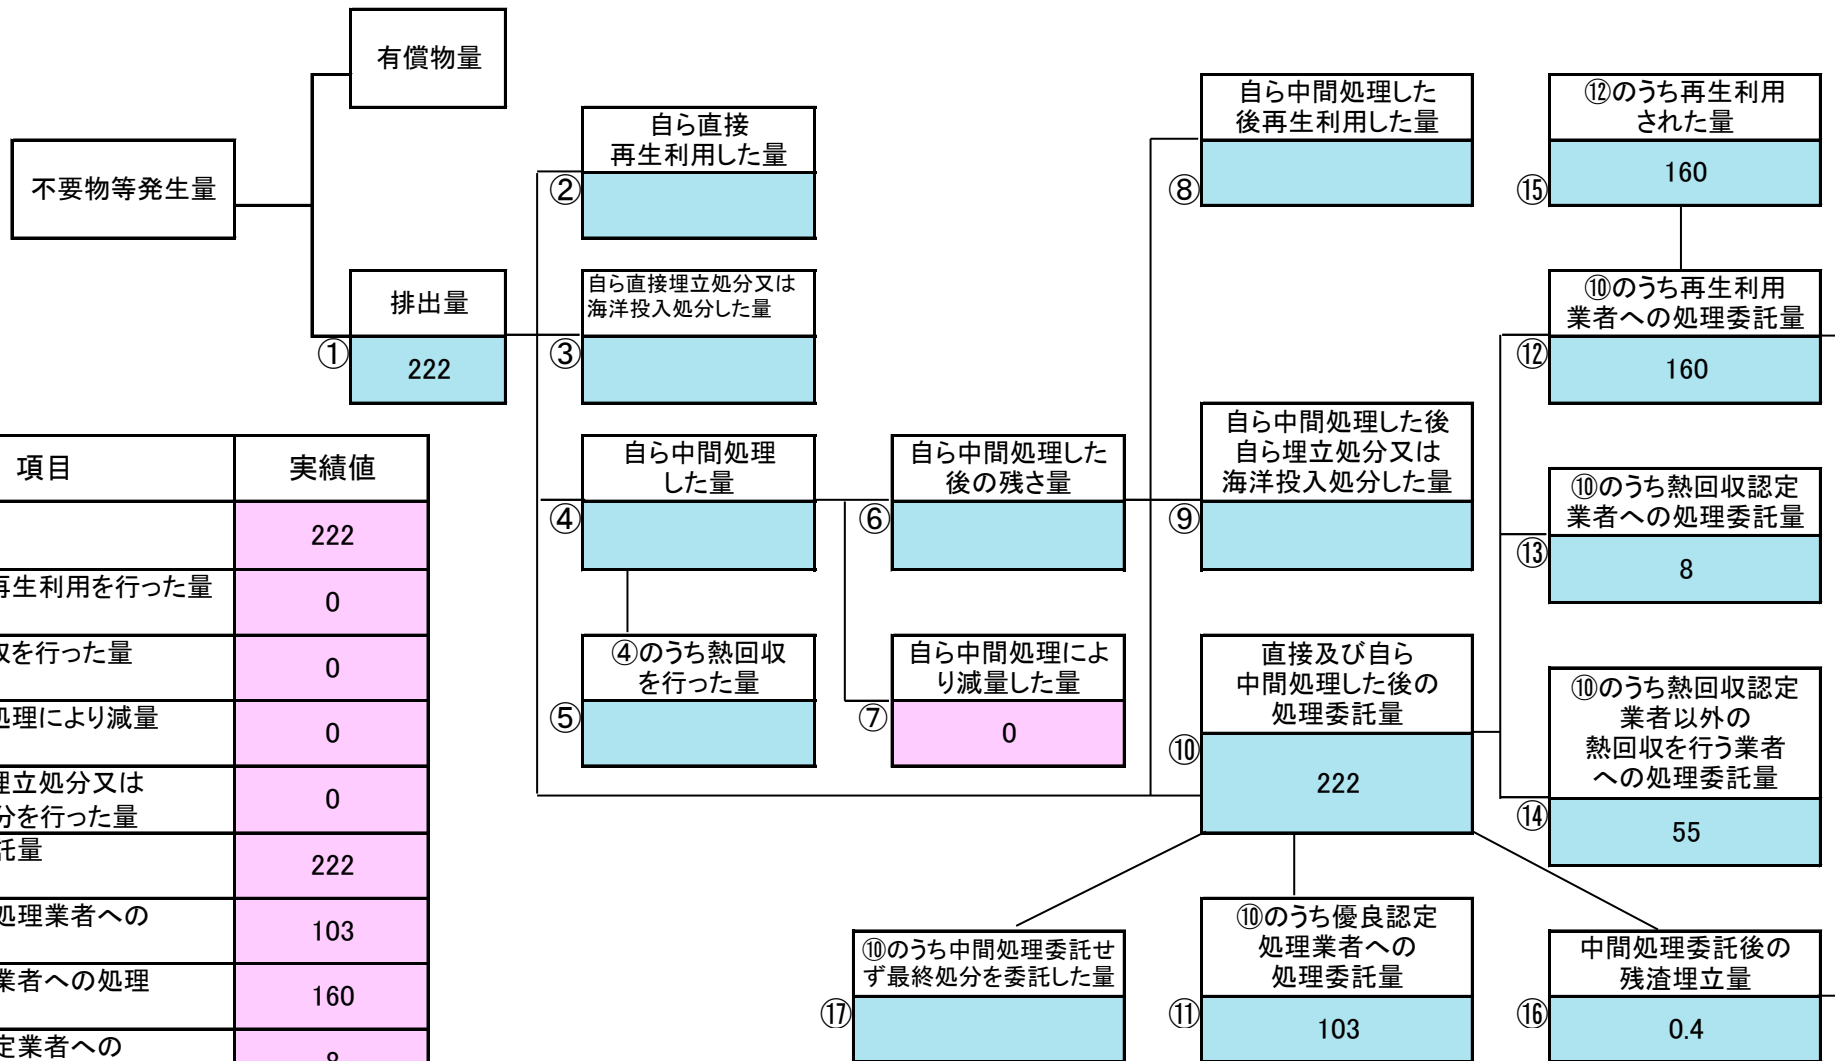 有償物量
不要物等発生量
排出量
①
222
自ら直接
再生利用した量
②
自ら直接埋立処分又は
海洋投入処分した量
③
自ら中間処理
した量
④
④のうち熱回収
を行った量
⑤
自ら中間処理した
後の残さ量
⑥
自ら中間処理によ
り減量した量
⑦
0
自ら中間処理した
後再生利用した量
⑧
自ら中間処理した後
自ら埋立処分又は
海洋投入処分した量
⑨
直接及び自ら
中間処理した後の
処理委託量
⑩
222
⑫のうち再生利用
された量
⑮
160
⑩のうち再生利用
業者への処理委託量
⑫
160
⑩のうち熱回収認定
業者への処理委託量
⑬
8
⑩のうち熱回収認定
業者以外の
熱回収を行う業者
への処理委託量
⑭
55
⑩のうち中間処理委託せ
ず最終処分を委託した量
⑰
⑩のうち優良認定
処理業者への
処理委託量
⑪
103
中間処理委託後の
残渣埋立量
⑯
0.4
項目
実績値
222
再生利用を行った量
0
を行った量
0
処理により減量
0
埋立処分又は
分を行った量
0
託量
222
処理業者への
103
業者への処理
160
定業者への
8